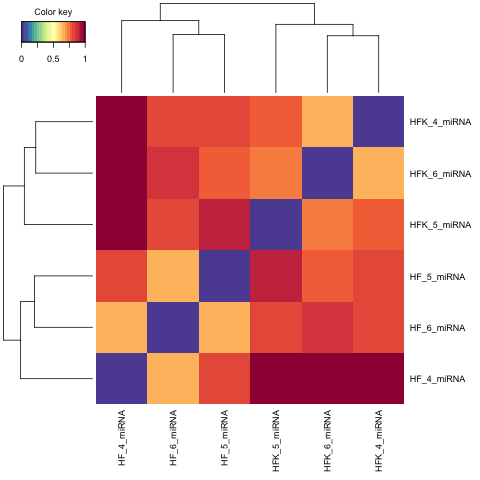 Color key
0 0.5 1
HFK_4_miRNA
HFK_6_miRNA
HFK_5_miRNA
HF_5_miRNA
HF_6_miRNA
HF_4_miRNA
HF_4_miRNA
HF_6_miRNA
HF_5_miRNA
HFK_5_miRNA
HFK_6_miRNA
HFK_4_miRNA